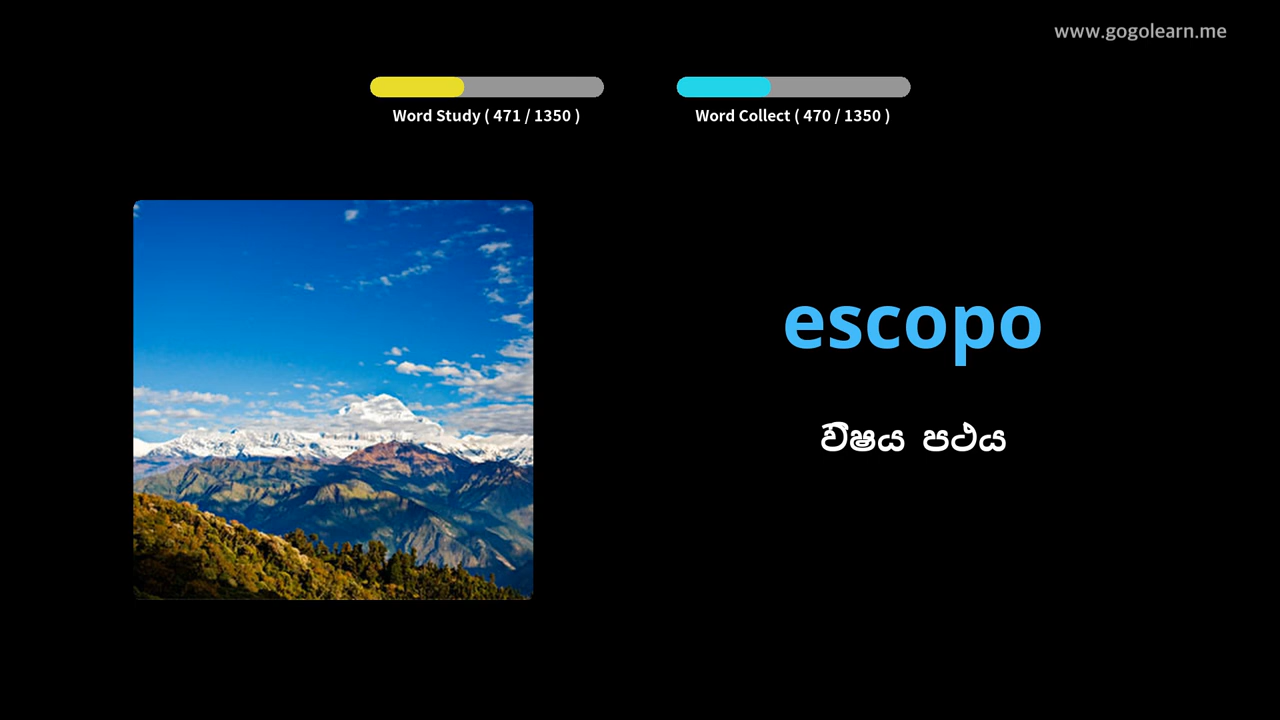 www.gogolearn.me
Word Study ( 471 / 1350 )
Word Collect ( 470 / 1350 )
escopo
විෂය පථය